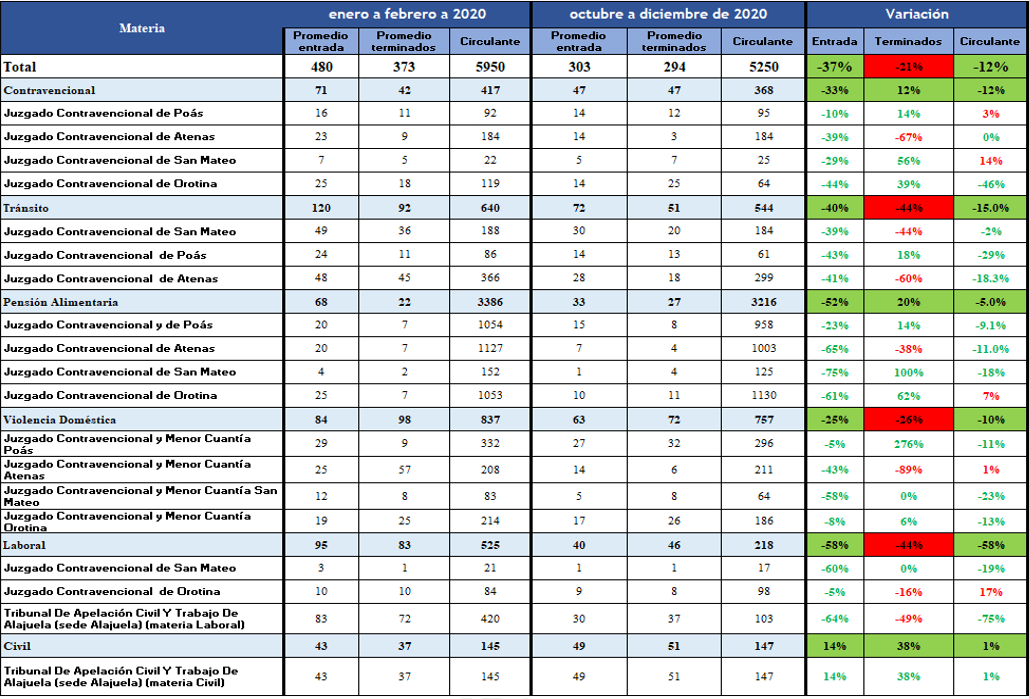 Materia enero a febrero a 2020 octubre a diciembre de 2020 Variación
Promedio entrada Promedio terminados Circulante Promedio entrada Promedio terminados Circulante Entrada Terminados Circulante
Total 480 373 5950 303 294 5250 -37% -21% -12%
Contravencional 71 42 417 47 47 368 -33% 12% -12%
Juzgado Contravencional de Poás 16 11 92 14 12 95 -10% 14% 3%
Juzgado Contravencional de Atenas 23 9 184 14 3 184 -39% -67% 0%
Juzgado Contravencional de San Mateo 7 5 22 5 7 25 -29% 56% 14%
Juzgado Contravencional de Orotina 25 18 119 14 25 64 -44% 39% -46%
Tránsito 120 92 640 72 51 544 -40% -44% -15.0%
Juzgado Contravencional de San Mateo 49 36 188 30 20 184 -39% -44% -2%
Juzgado Contravencional de Poás 24 11 86 14 13 61 -43% 18% -29%
Juzgado Contravencional de Atenas 48 45 366 28 18 299 -41% -60% -18.3%
Pensión Alimentaria 68 22 3386 33 27 3216 -52% 20% -5.0%
Juzgado Contravencional y de Poás 20 7 1054 15 8 958 -23% 14% -9.1%
Juzgado Contravencional de Atenas 20 7 1127 7 4 1003 -65% -38% -11.0%
Juzgado Contravencional de San Mateo 4 2 152 1 4 125 -75% 100% -18%
Juzgado Contravencional de Orotina 25 7 1053 10 11 1130 -61% 62% 7%
Violencia Doméstica 84 98 837 63 72 757 -25% -26% -10%
Juzgado Contravencional y Menor Cuantía
Poás 29 9 332 27 32 296 -5% 276% -11%
Juzgado Contravencional y Menor Cuantía
Atenas 25 57 208 14 6 211 -43% -89% 1%
Juzgado Contravencional y Menor Cuantía San
Mateo 12 8 83 5 8 64 -58% 0% -23%
Juzgado Contravencional y Menor Cuantía
Orotina 19 25 214 17 26 186 -8% 6% -13%
Laboral 95 83 525 40 46 218 -58% -44% -58%
Juzgado Contravencional de San Mateo 3 1 21 1 1 17 -60% 0% -19%
Juzgado Contravencional de Orotina 10 10 84 9 8 98 -5% -16% 17%
Tribunal De Apelación Civil Y Trabajo De
Alajuela (sede Alajuela) (materia Laboral) 83 72 420 30 37 103 -64% -49% -75%
Civil 43 37 145 49 51 147 14% 38% 1%
Tribunal De Apelación Civil Y Trabajo De
Alajuela (sede Alajuela) (materia Civil) 43 37 145 49 51 147 14% 38% 1%